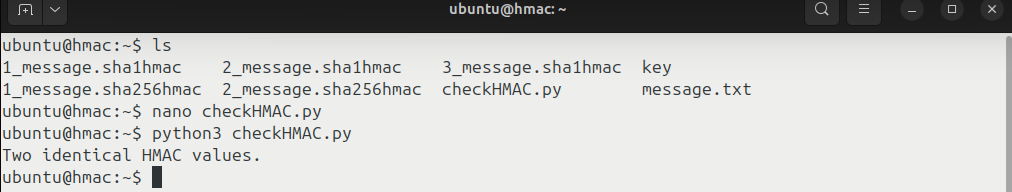 ubuntu@hmac: ~
ubuntu@hmac:~$ ls
1_message.sha1hmac    2_message.sha1hmac    3_message.sha1hmac  key
1_message.sha256hmac  2_message.sha256hmac  checkHMAC.py        message.txt
ubuntu@hmac:~$ nano checkHMAC.py
ubuntu@hmac:~$ python3 checkHMAC.py
Two identical HMAC values.
ubuntu@hmac:~$